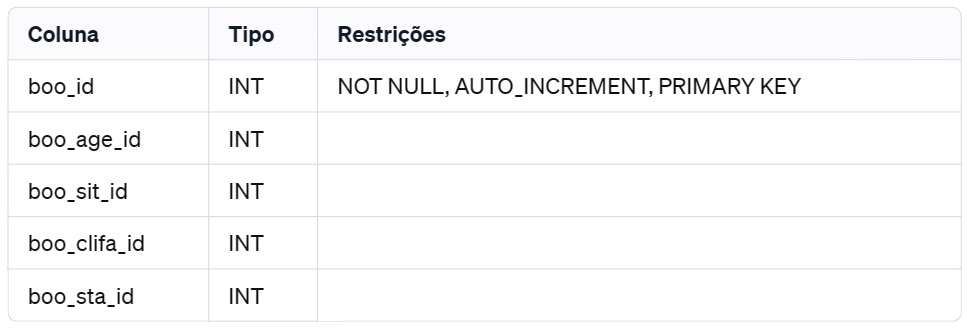 Coluna Tipo Restrições
boo_id INT NOT NULL, AUTO_INCREMENT, PRIMARY KEY
boo_age_id INT
boo_sit_id INT
boo_clifa_id INT
boo_sta_id INT